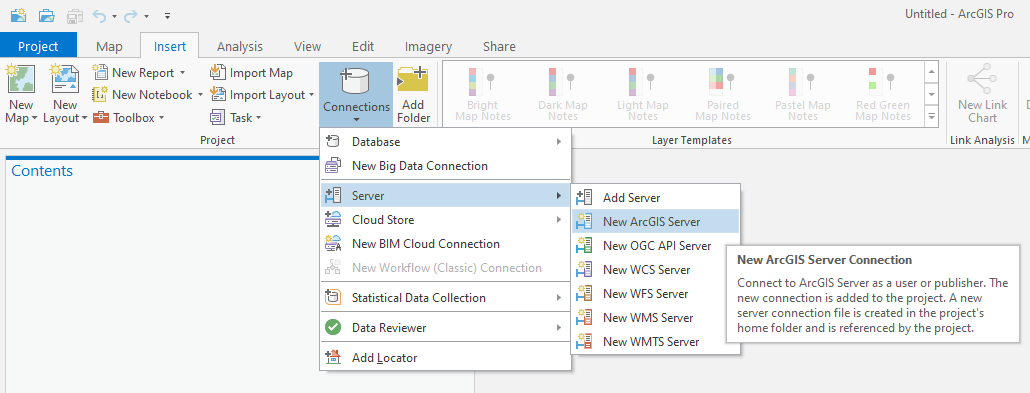 Untitled - ArcGIS Pro
Project Map Insert Analysis View Edit Imagery Share
New Map
New Layout
New Report
New Notebook
Toolbox
Import Map
Import Layout
Task
Connections
Add Folder
Bright Map Notes
Dark Map Notes
Light Map Notes
Paired Map Notes
Pastel Map Notes
Red Green Map Notes
New Link Chart
D
Project
Layer Templates
Link Analysis
M
Contents
Database
New Big Data Connection
Server
Cloud Store
New BIM Cloud Connection
New Workflow (Classic) Connection
Statistical Data Collection
Data Reviewer
Add Locator
Add Server
New ArcGIS Server
New OGC API Server
New WCS Server
New WFS Server
New WMS Server
New WMTS Server
New ArcGIS Server Connection
Connect to ArcGIS Server as a user or publisher. The
new connection is added to the project. A new
server connection file is created in the project's
home folder and is referenced by the project.